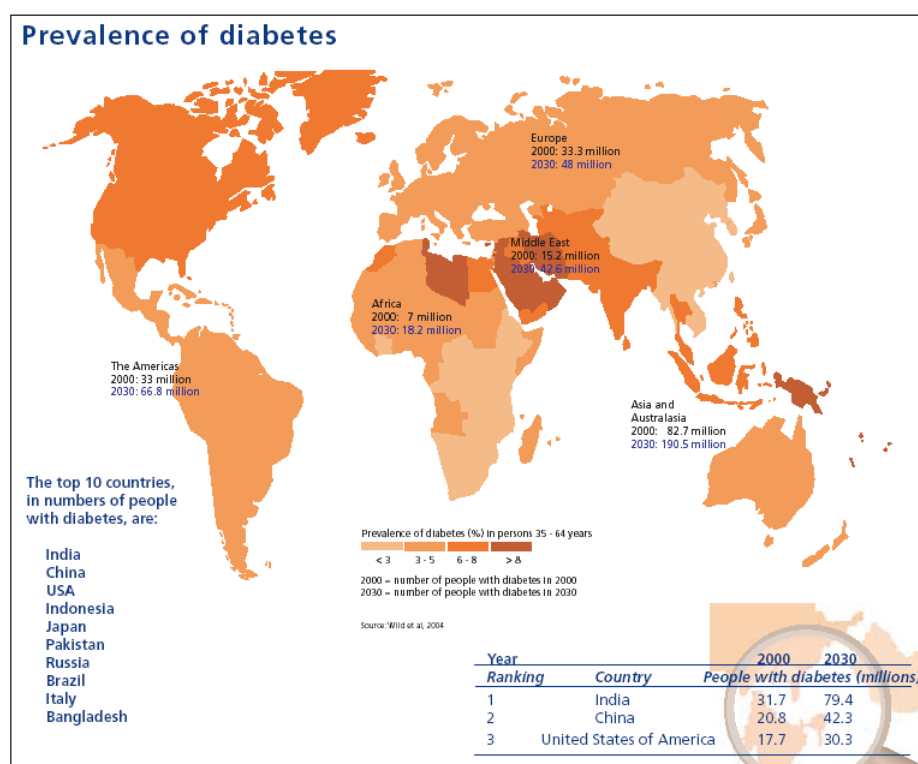 Prevalence of diabetes
Europe
2000: 33.3 million
2030: 48 million
Middle East
2000: 15.2 million
2030: 42.6 million
Africa
2000: 7 million
2030: 18.2 million
The Americas
2000: 33 million
2030: 66.8 million
Asia and
Australasia
2000: 82.7 million
2030: 190.5 million
The top 10 countries,
in numbers of people
with diabetes, are:
India
China
USA
Indonesia
Japan
Pakistan
Russia
Brazil
Italy
Bangladesh
Prevalence of diabetes (%) in persons 35 - 64 years
< 3 3 - 5 6 - 8 > 8
2000 = number of people with diabetes in 2000
2030 = number of people with diabetes in 2030
Source: Wild et al, 2004
Year 2000 2030
Ranking Country People with diabetes (millions)
1 India 31.7 79.4
2 China 20.8 42.3
3 United States of America 17.7 30.3